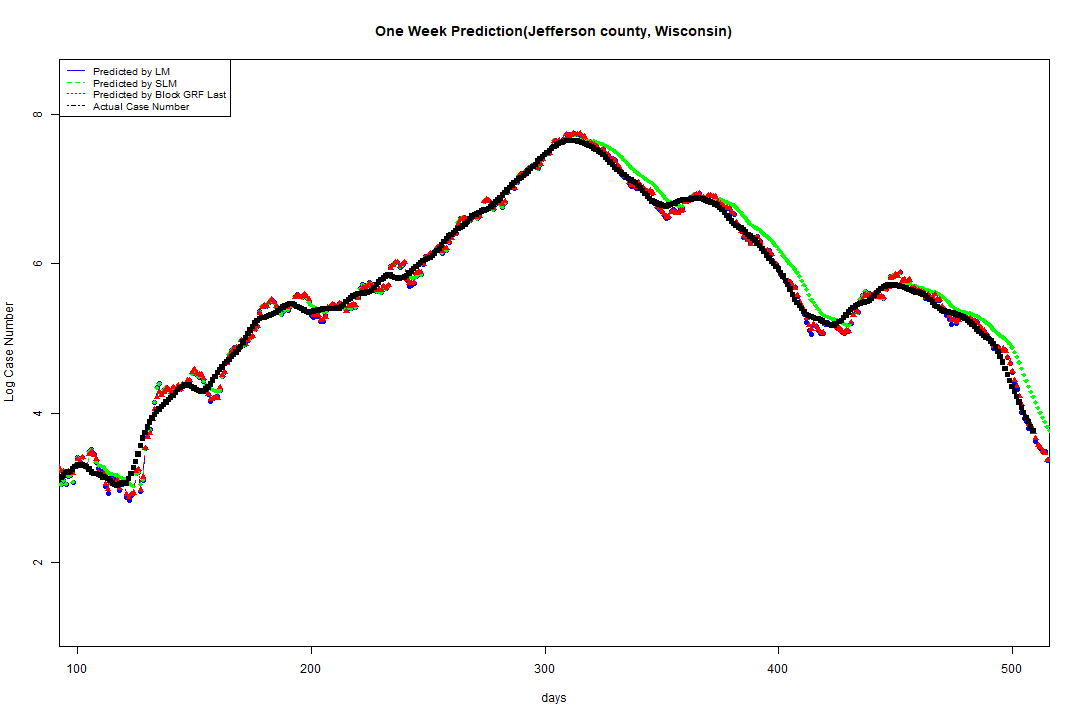 One Week Prediction(Jefferson county, Wisconsin)
Predicted by LM
Predicted by SLM
Predicted by Block GRF Last
Actual Case Number
8
6
4
2
Log Case Number
100 200 300 400 500
days